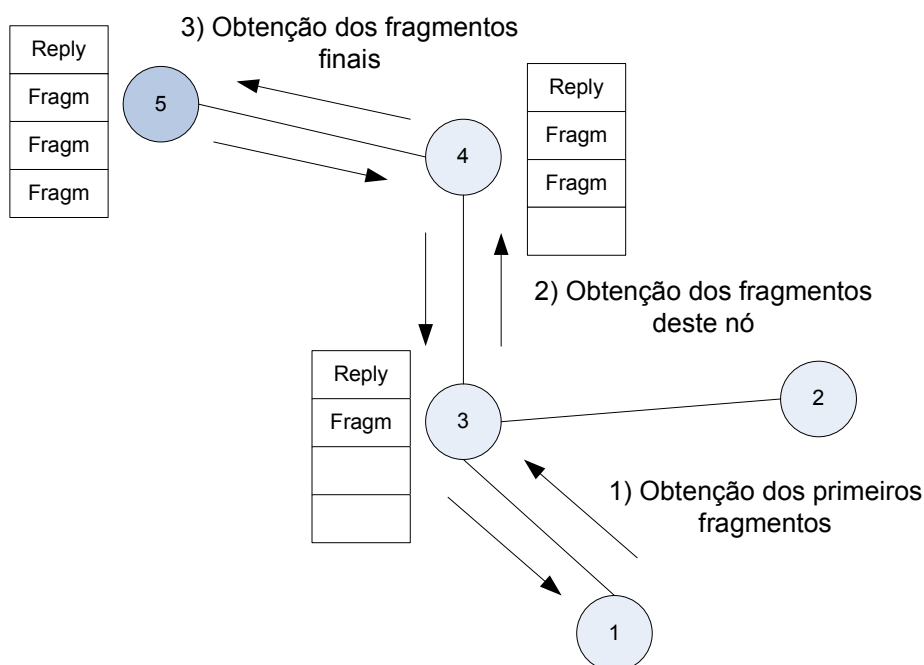 3) Obtenção dos fragmentos
finais
Reply
Fragm
Fragm
Fragm
5
4
Reply
Fragm
Fragm
2) Obtenção dos fragmentos
deste nó
Reply
Fragm
3
2
1) Obtenção dos primeiros
fragmentos
1